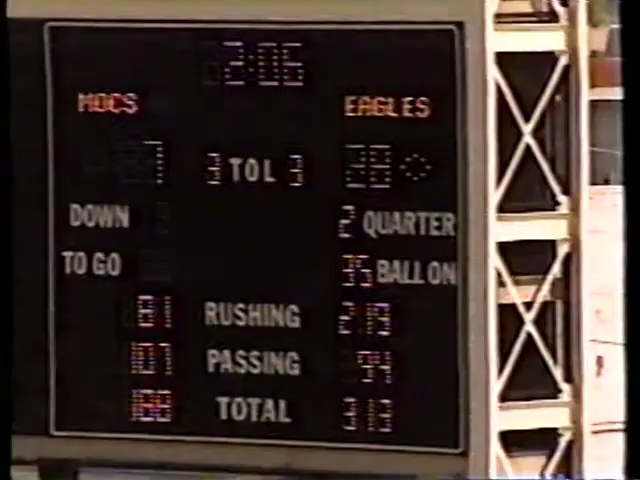 2:06
MOCS EAGLES
7 3 TOL 3 28
DOWN 2 QUARTER
TO GO 35 BALL ON
81 RUSHING 219
107 PASSING 94
188 TOTAL 313